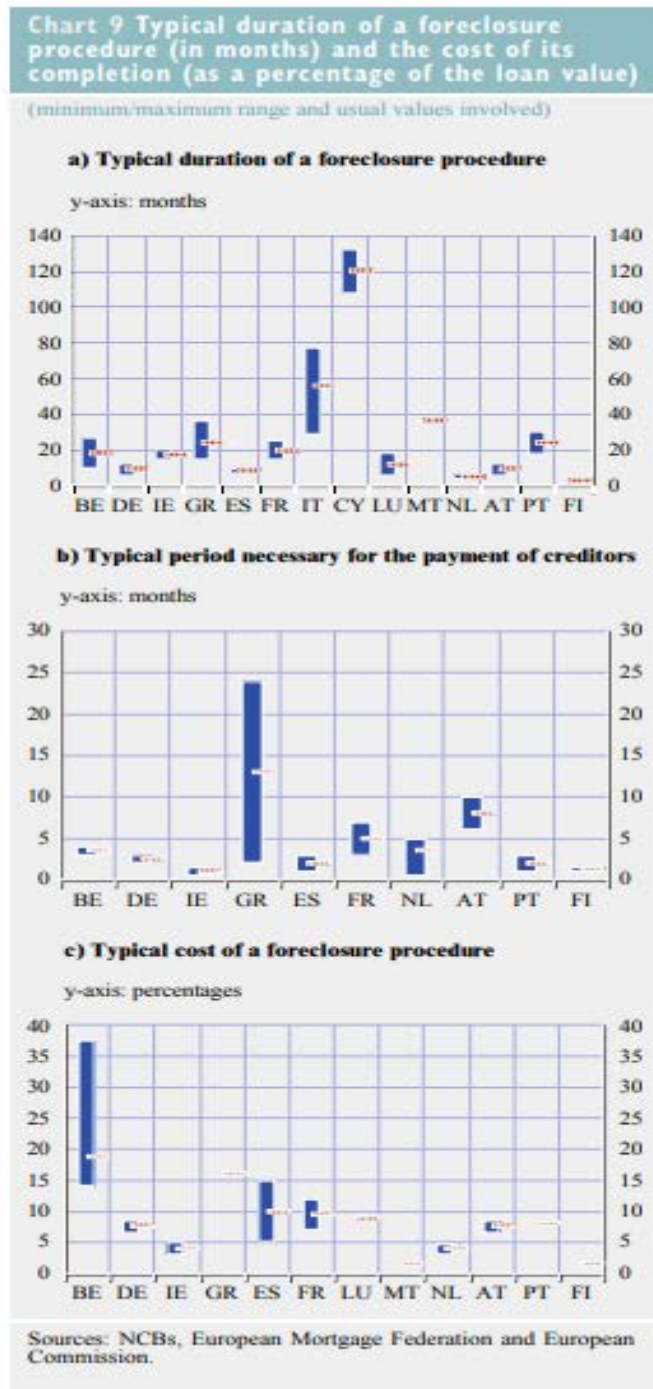 Chart 9 Typical duration of a foreclosure
procedure (in months) and the cost of its
completion (as a percentage of the loan value)
(minimum/maximum range and usual values involved)
a) Typical duration of a foreclosure procedure
y-axis: months
140 140
120 120
100 100
80 80
60 60
40 40
20 20
0 0
BE DE IE GR ES FR IT CY LU MT NL AT PT FI
b) Typical period necessary for the payment of creditors
y-axis: months
30 30
25 25
20 20
15 15
10 10
5 5
0 0
BE DE IE GR ES FR NL AT PT FI
c) Typical cost of a foreclosure procedure
y-axis: percentages
40 40
35 35
30 30
25 25
20 20
15 15
10 10
5 5
0 0
BE DE IE GR ES FR LU MT NL AT PT FI
Sources: NCBs, European Mortgage Federation and European
Commission.